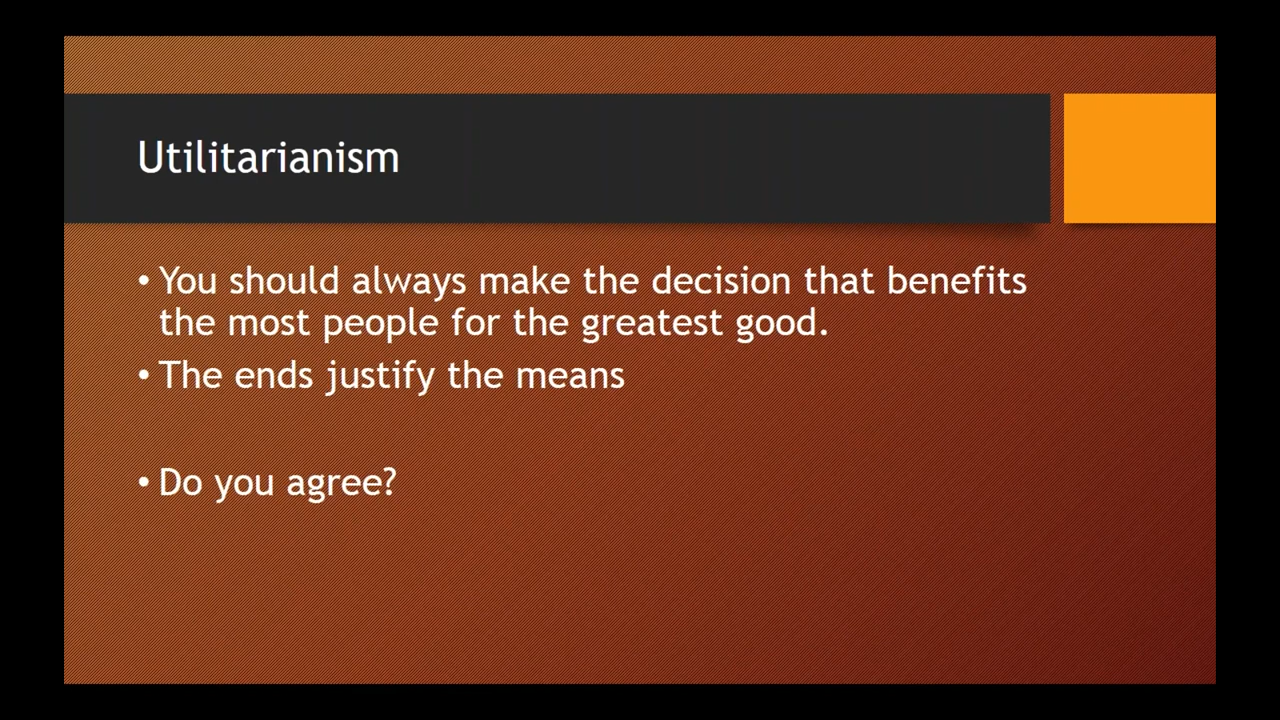 Utilitarianism
• You should always make the decision that benefits
the most people for the greatest good.
• The ends justify the means
• Do you agree?